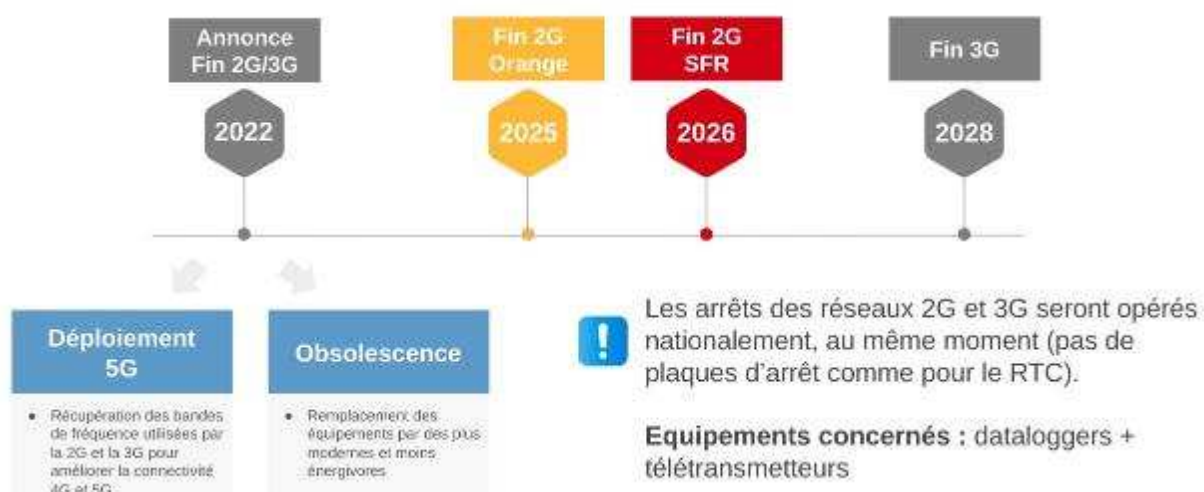 Annonce
Fin 2G/3G
Fin 2G
Orange
Fin 2G
SFR
Fin 3G
2022
2025
2026
2028
Déploiement
5G
● Récupération des bandes
de fréquence utilisées par
la 2G et la 3G pour
améliorer la connectivité
4G et 5G
Obsolescence
● Remplacement des
équipements par des plus
modernes et moins
énergivores
!
Les arrêts des réseaux 2G et 3G seront opérés
nationalement, au même moment (pas de
plaques d'arrêt comme pour le RTC).
Equipements concernés : dataloggers +
télétransmetteurs